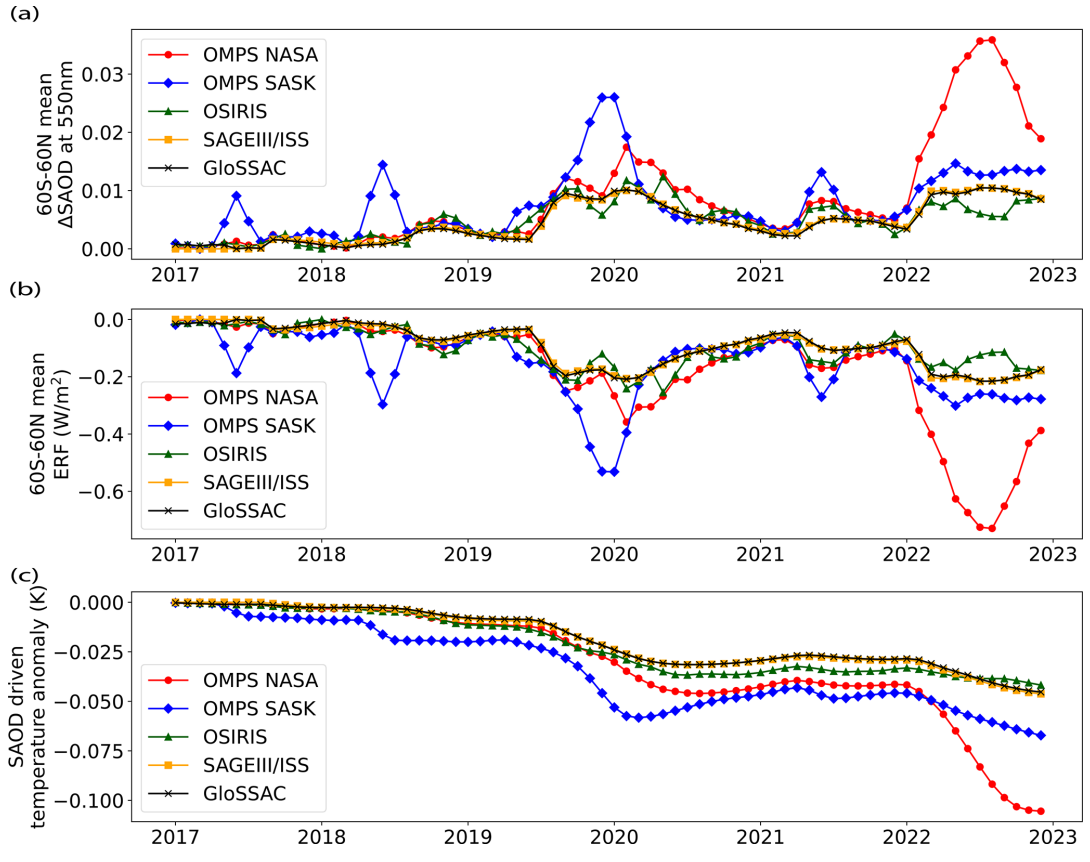 (a)
60S-60N mean
ΔSAOD at 550nm
0.03
0.02
0.01
0.00
OMPS NASA
OMPS SASK
OSIRIS
SAGEIII/ISS
GloSSAC
2017 2018 2019 2020 2021 2022 2023
(b)
60S-60N mean
ERF (W/m²)
0.0
−0.2
−0.4
−0.6
OMPS NASA
OMPS SASK
OSIRIS
SAGEIII/ISS
GloSSAC
2017 2018 2019 2020 2021 2022 2023
(c)
SAOD driven
temperature anomaly (K)
0.000
−0.025
−0.050
−0.075
−0.100
OMPS NASA
OMPS SASK
OSIRIS
SAGEIII/ISS
GloSSAC
2017 2018 2019 2020 2021 2022 2023